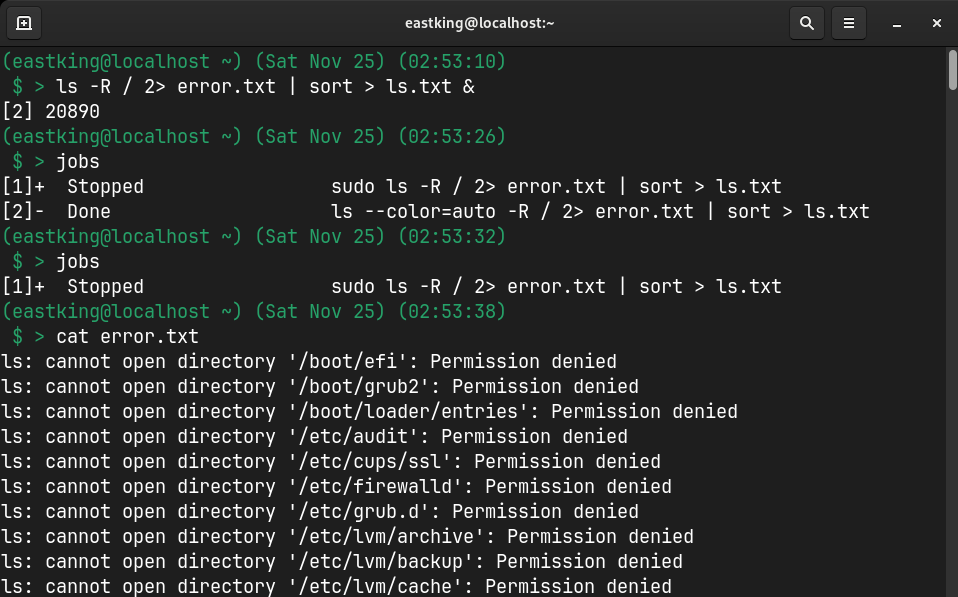 eastking@localhost:~
(eastking@localhost ~) (Sat Nov 25) (02:53:10)
$ > ls -R / 2> error.txt | sort > ls.txt &
[2] 20890
(eastking@localhost ~) (Sat Nov 25) (02:53:26)
$ > jobs
[1]+  Stopped                 sudo ls -R / 2> error.txt | sort > ls.txt
[2]-  Done                    ls --color=auto -R / 2> error.txt | sort > ls.txt
(eastking@localhost ~) (Sat Nov 25) (02:53:32)
$ > jobs
[1]+  Stopped                 sudo ls -R / 2> error.txt | sort > ls.txt
(eastking@localhost ~) (Sat Nov 25) (02:53:38)
$ > cat error.txt
ls: cannot open directory '/boot/efi': Permission denied
ls: cannot open directory '/boot/grub2': Permission denied
ls: cannot open directory '/boot/loader/entries': Permission denied
ls: cannot open directory '/etc/audit': Permission denied
ls: cannot open directory '/etc/cups/ssl': Permission denied
ls: cannot open directory '/etc/firewalld': Permission denied
ls: cannot open directory '/etc/grub.d': Permission denied
ls: cannot open directory '/etc/lvm/archive': Permission denied
ls: cannot open directory '/etc/lvm/backup': Permission denied
ls: cannot open directory '/etc/lvm/cache': Permission denied